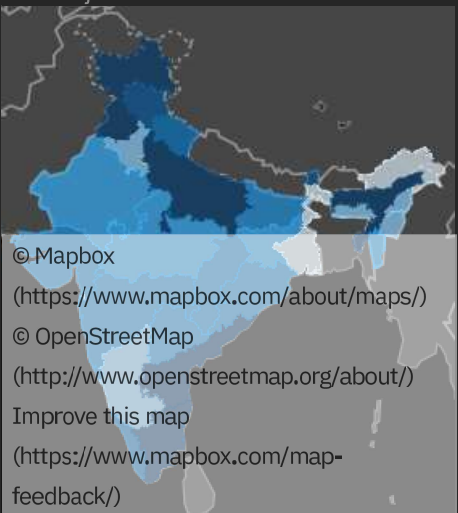 © Mapbox
(https://www.mapbox.com/about/maps/)
© OpenStreetMap
(http://www.openstreetmap.org/about/)
Improve this map
(https://www.mapbox.com/map-
feedback/)